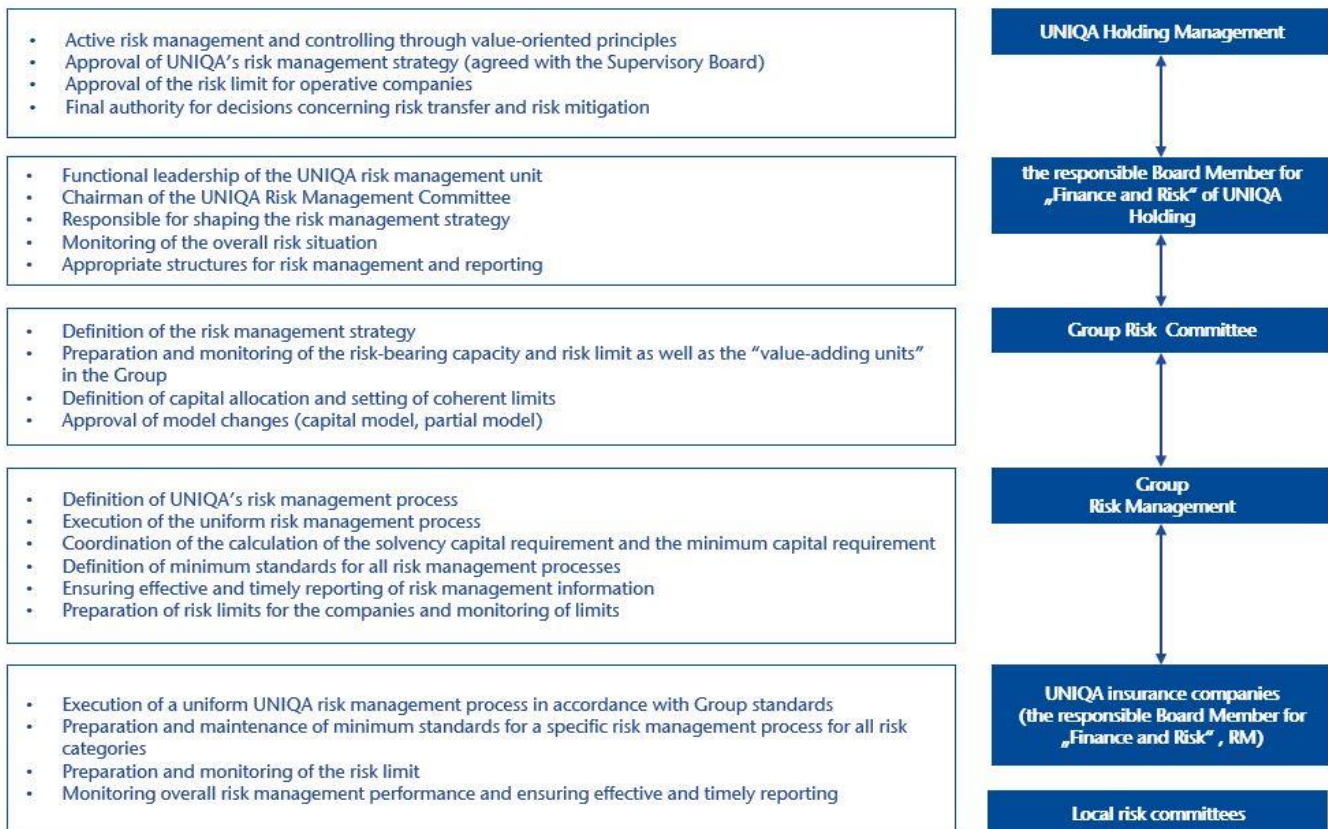 • Active risk management and controlling through value-oriented principles
• Approval of UNIQA's risk management strategy (agreed with the Supervisory Board)
• Approval of the risk limit for operative companies
• Final authority for decisions concerning risk transfer and risk mitigation
UNIQA Holding Management
• Functional leadership of the UNIQA risk management unit
• Chairman of the UNIQA Risk Management Committee
• Responsible for shaping the risk management strategy
• Monitoring of the overall risk situation
• Appropriate structures for risk management and reporting
the responsible Board Member for
„Finance and Risk" of UNIQA
Holding
• Definition of the risk management strategy
• Preparation and monitoring of the risk-bearing capacity and risk limit as well as the “value-adding units”
in the Group
• Definition of capital allocation and setting of coherent limits
• Approval of model changes (capital model, partial model)
Group Risk Committee
• Definition of UNIQA's risk management process
• Execution of the uniform risk management process
• Coordination of the calculation of the solvency capital requirement and the minimum capital requirement
• Definition of minimum standards for all risk management processes
• Ensuring effective and timely reporting of risk management information
• Preparation of risk limits for the companies and monitoring of limits
Group
Risk Management
• Execution of a uniform UNIQA risk management process in accordance with Group standards
• Preparation and maintenance of minimum standards for a specific risk management process for all risk
categories
• Preparation and monitoring of the risk limit
• Monitoring overall risk management performance and ensuring effective and timely reporting
UNIQA insurance companies
(the responsible Board Member for
„Finance and Risk" , RM)
Local risk committees